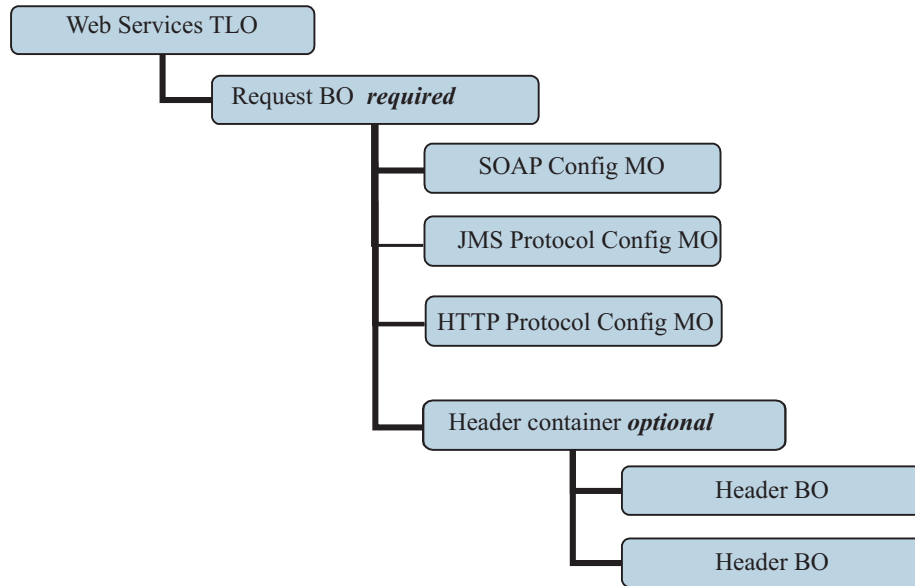 Web Services TLO
Request BO required
SOAP Config MO
JMS Protocol Config MO
HTTP Protocol Config MO
Header container optional
Header BO
Header BO